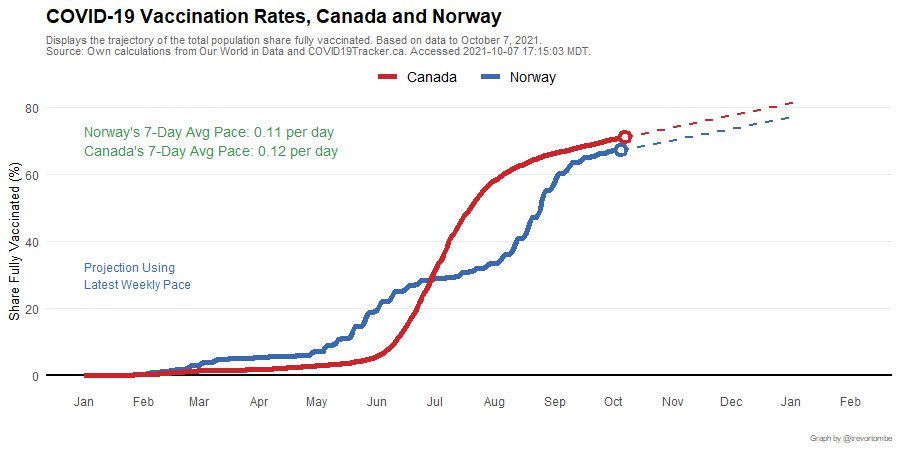 COVID-19 Vaccination Rates, Canada and Norway
Displays the trajectory of the total population share fully vaccinated. Based on data to October 7, 2021.
Source: Own calculations from Our World in Data and COVID19Tracker.ca. Accessed 2021-10-07 17:15:03 MDT.
Canada Norway
Share Fully Vaccinated (%)
80
60
40
20
0
Norway's 7-Day Avg Pace: 0.11 per day
Canada's 7-Day Avg Pace: 0.12 per day
Projection Using
Latest Weekly Pace
Jan Feb Mar Apr May Jun Jul Aug Sep Oct Nov Dec Jan Feb
Graph by @trevortombe